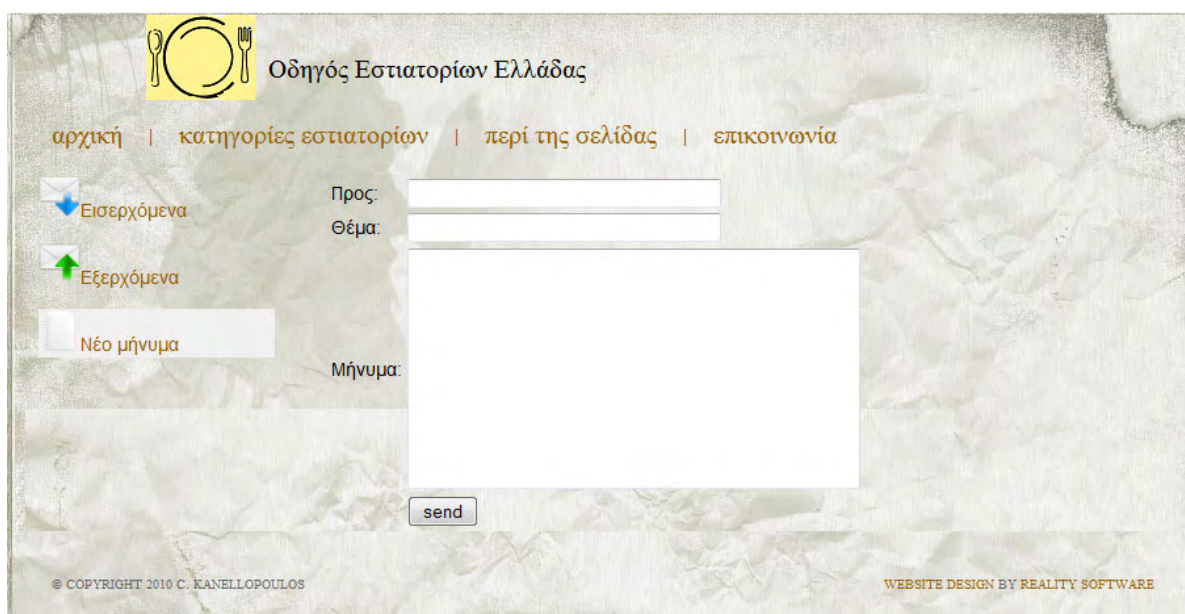 Οδηγός Εστιατορίων Ελλάδας
αρχική | κατηγορίες εστιατορίων | περί της σελίδας | επικοινωνία
Εισερχόμενα
Εξερχόμενα
Νέο μήνυμα
Προς:
Θέμα:
Μήνυμα:
send
© COPYRIGHT 2010 C. KANELLOPOULOS
WEBSITE DESIGN BY REALITY SOFTWARE